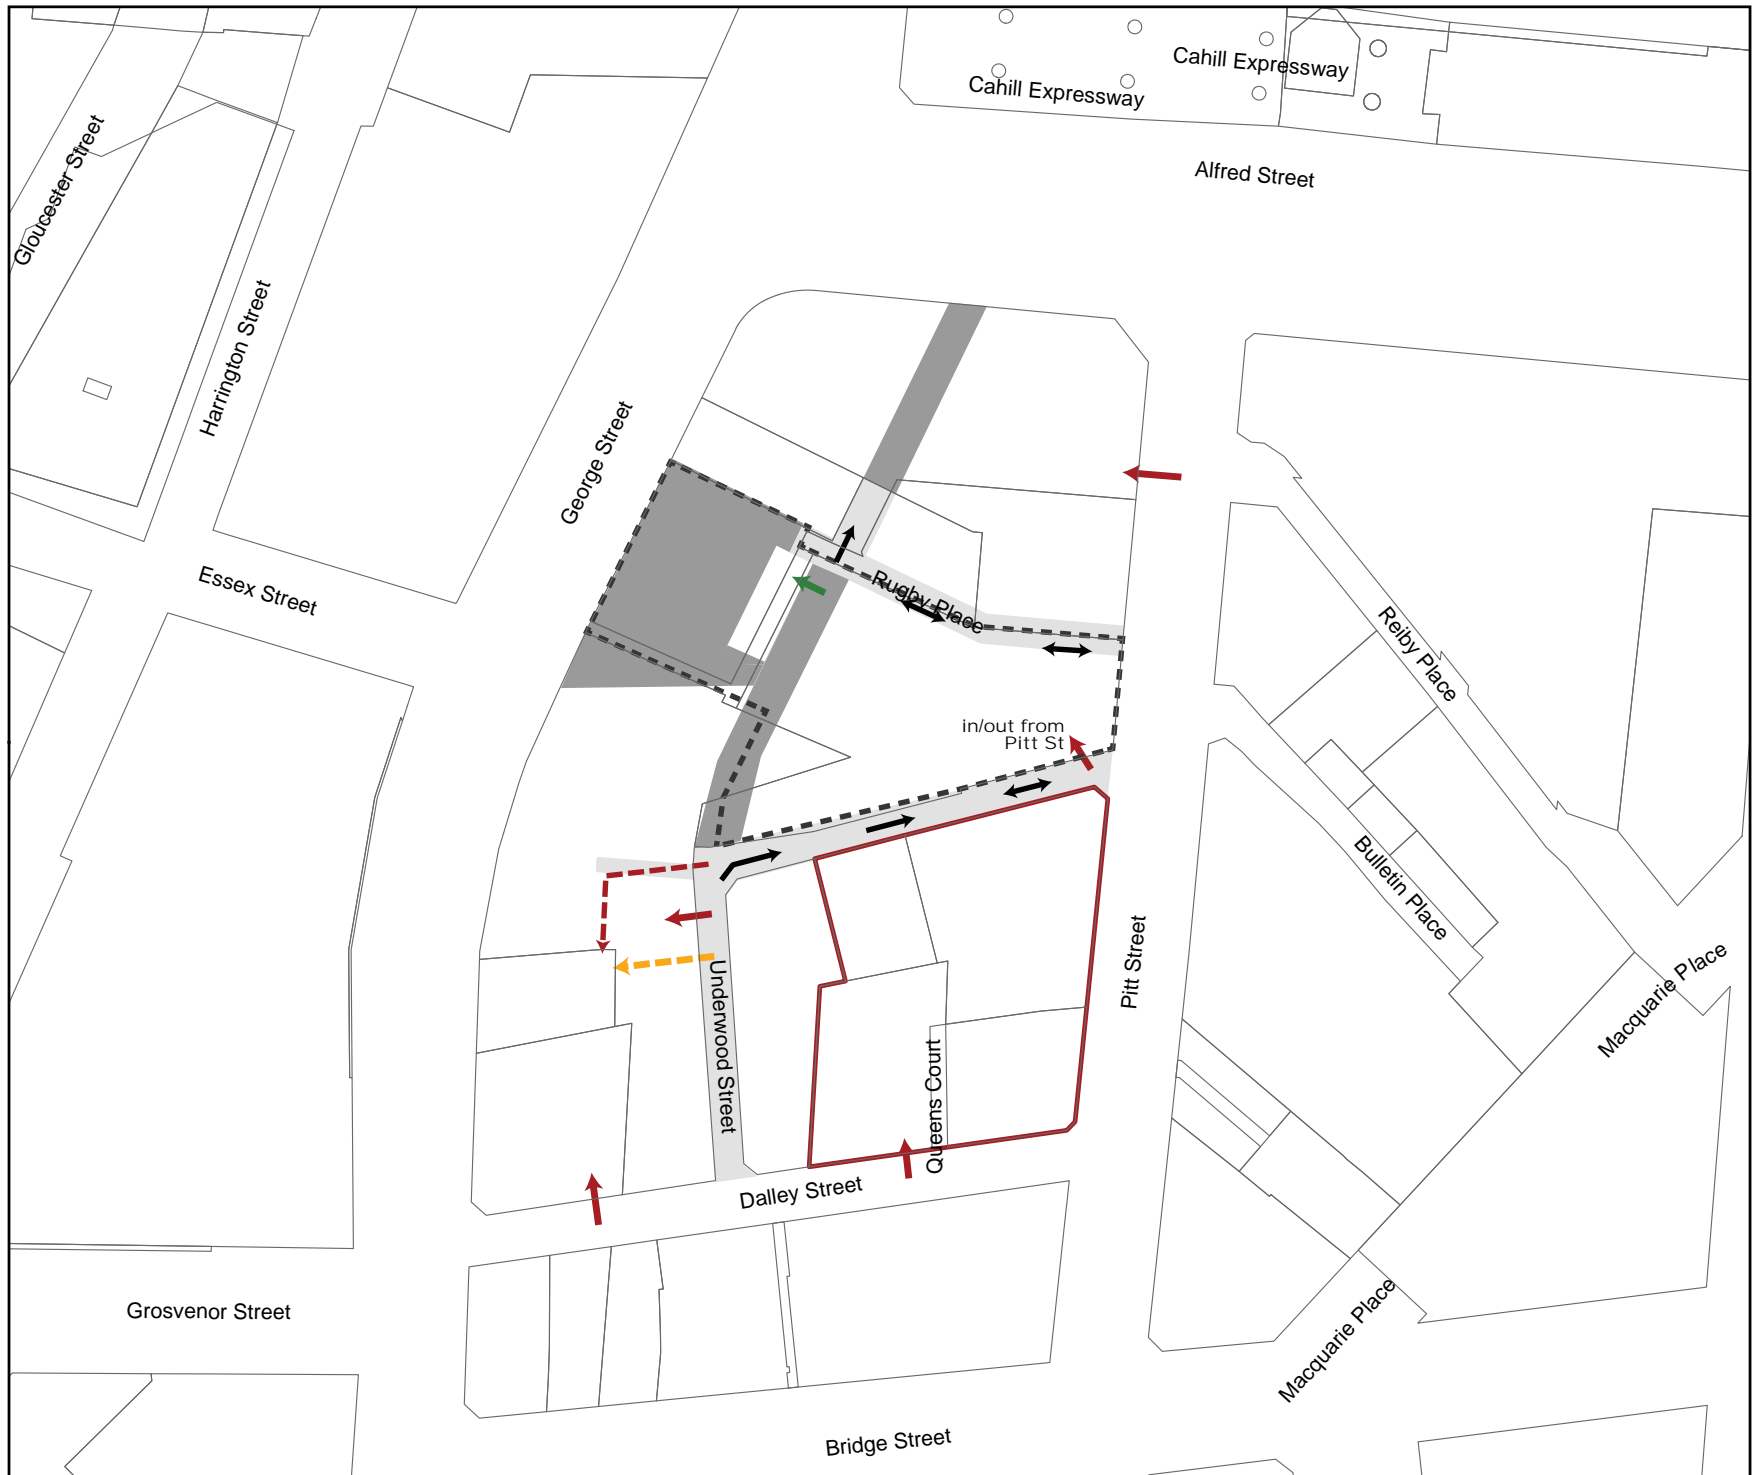 Cahill Expressway
Cahill Expressway
Alfred Street
Gloucester Street
Harrington Street
George Street
Essex Street
Rugby Place
Reiby Place
in/out from
Pitt St
Bulletin Place
Pitt Street
Macquarie Place
Underwood Street
Queens Court
Dalley Street
Grosvenor Street
Macquarie Place
Bridge Street